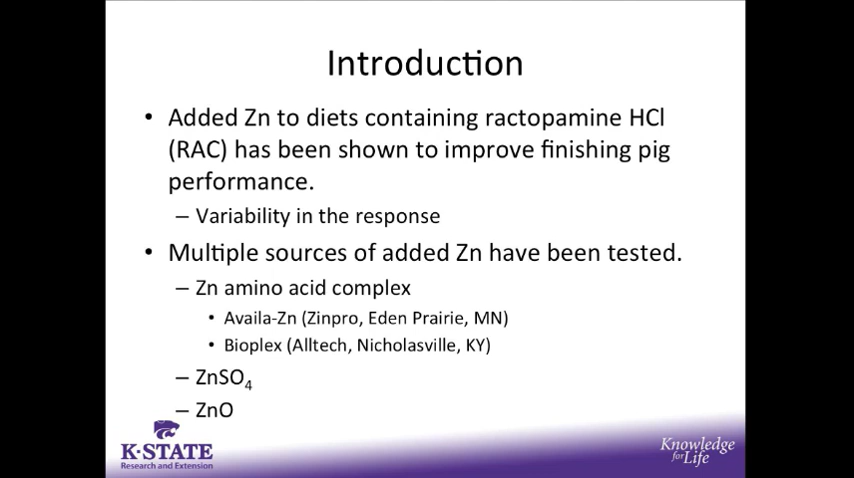 Introduction
• Added Zn to diets containing ractopamine HCl
(RAC) has been shown to improve finishing pig
performance.
– Variability in the response
• Multiple sources of added Zn have been tested.
– Zn amino acid complex
• Availa-Zn (Zinpro, Eden Prairie, MN)
• Bioplex (Alltech, Nicholasville, KY)
– ZnSO₄
– ZnO
K-STATE
Research and Extension
Knowledge
for Life